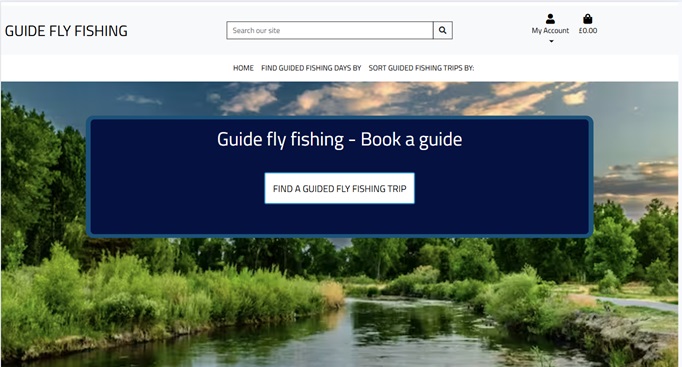 GUIDE FLY FISHING
Search our site
My Account
£0.00
HOME FIND GUIDED FISHING DAYS BY SORT GUIDED FISHING TRIPS BY:
Guide fly fishing - Book a guide
FIND A GUIDED FLY FISHING TRIP